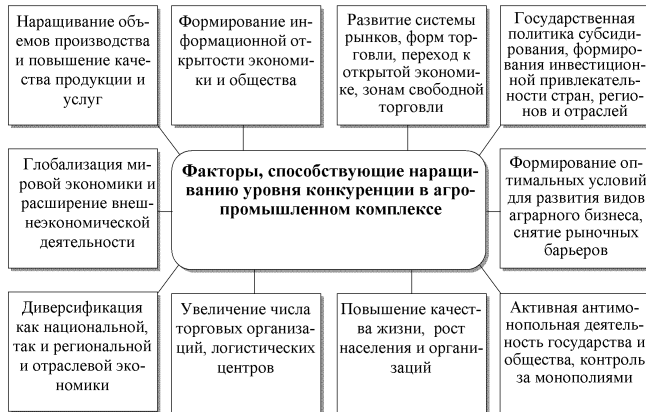 Наращивание объ-
емов производства
и повышение каче-
ства продукции и
услуг
Формирование ин-
формационной от-
крытости экономи-
ки и общества
Развитие системы
рынков, форм тор-
говли, переход к
открытой экономи-
ке, зонам свободной
торговли
Государственная
политика субсиди-
рования, формиро-
вания инвестицион-
ной привлекатель-
ности стран, регио-
нов и отраслей
Глобализация ми-
ровой экономики и
расширение внеш-
неэкономической
деятельности
Факторы, способствующие наращи-
ванию уровня конкуренции в агро-
промышленном комплексе
Формирование оп-
тимальных условий
для развития видов
аграрного бизнеса,
снятие рыночных
барьеров
Диверсификация
как национальной,
так и региональной
и отраслевой эко-
номики
Увеличение числа
торговых организа-
ций, логистических
центров
Повышение качест-
ва жизни, рост
населения и органи-
заций
Активная антимо-
нопольная деятель-
ность государства и
общества, контроль
за монополиями